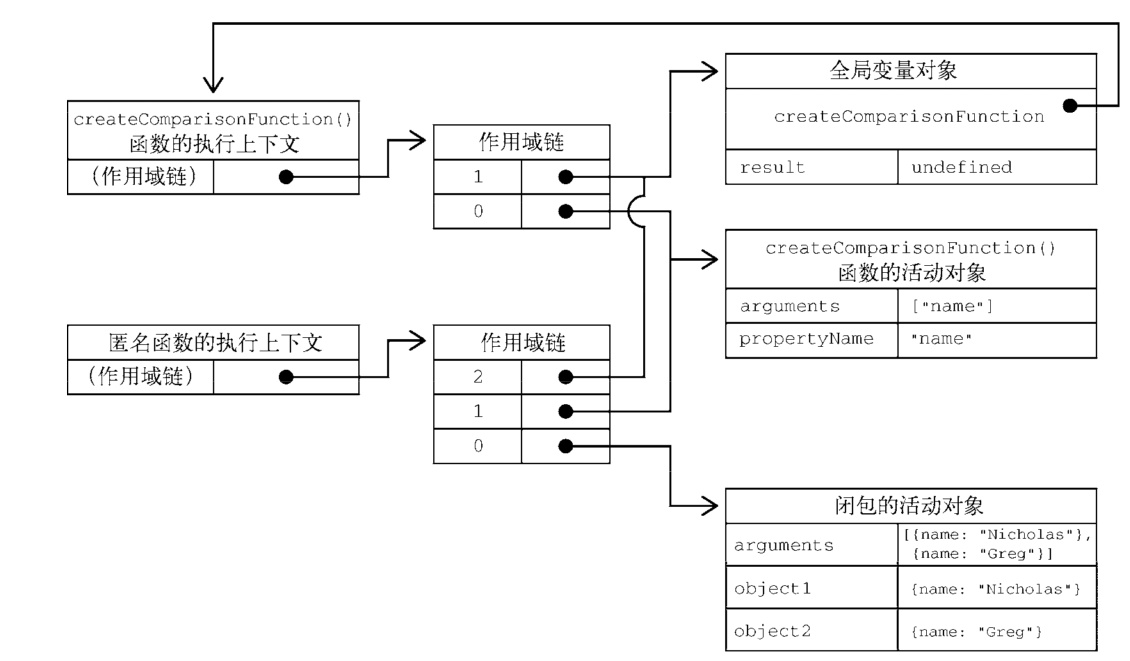 createComparisonFunction()
函数的执行上下文
(作用域链)
作用域链
1
0
全局变量对象
createComparisonFunction
result undefined
createComparisonFunction()
函数的活动对象
arguments ["name"]
propertyName "name"
匿名函数的执行上下文
(作用域链)
作用域链
2
1
0
闭包的活动对象
arguments [{name: "Nicholas"},
{name: "Greg"}]
object1 {name: "Nicholas"}
object2 {name: "Greg"}